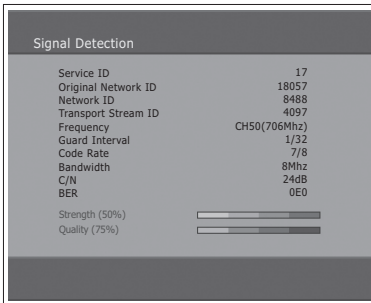 Signal Detection
Service ID 17
Original Network ID 18057
Network ID 8488
Transport Stream ID 4097
Frequency CH50(706Mhz)
Guard Interval 1/32
Code Rate 7/8
Bandwidth 8Mhz
C/N 24dB
BER 0E0
Strength (50%)
Quality (75%)